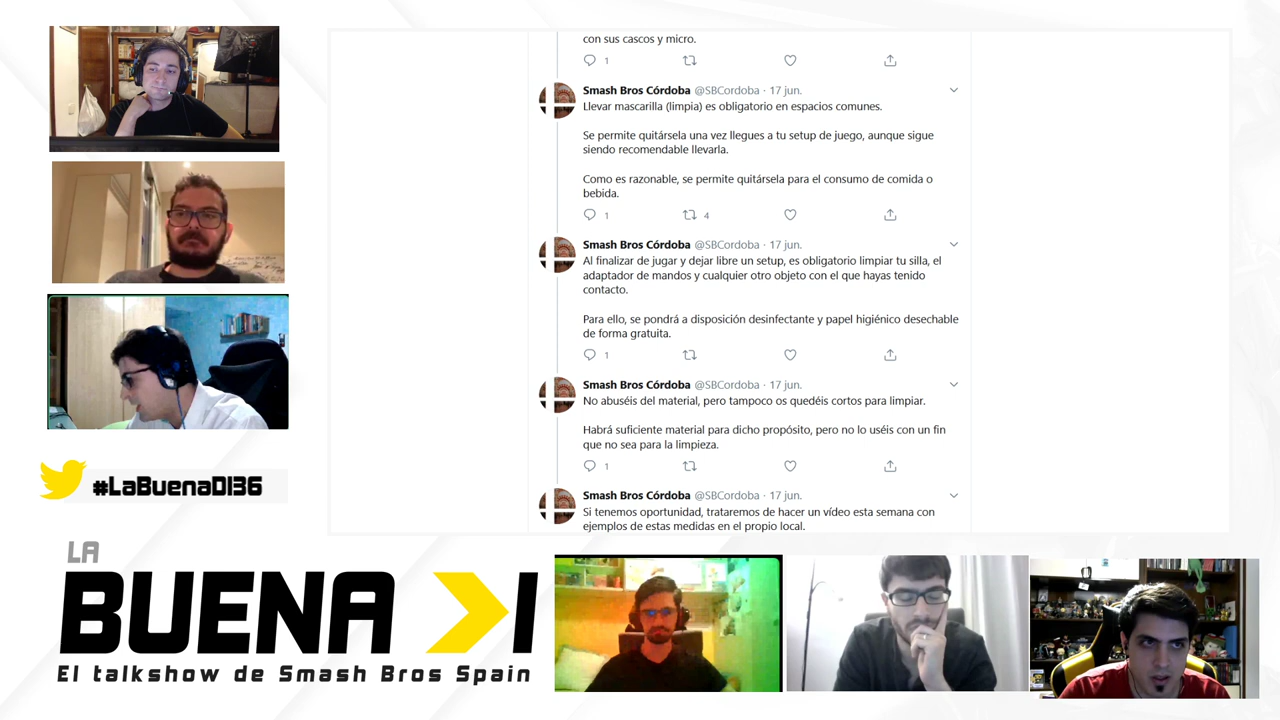 con sus cascos y micro.
1
Smash Bros Córdoba @SBCordoba · 17 jun.
Llevar mascarilla (limpia) es obligatorio en espacios comunes.
Se permite quitársela una vez llegues a tu setup de juego, aunque sigue
siendo recomendable llevarla.
Como es razonable, se permite quitársela para el consumo de comida o
bebida.
1 4
Smash Bros Córdoba @SBCordoba · 17 jun.
Al finalizar de jugar y dejar libre un setup, es obligatorio limpiar tu silla, el
adaptador de mandos y cualquier otro objeto con el que hayas tenido
contacto.
Para ello, se pondrá a disposición desinfectante y papel higiénico desechable
de forma gratuita.
1
Smash Bros Córdoba @SBCordoba · 17 jun.
No abuséis del material, pero tampoco os quedéis cortos para limpiar.
Habrá suficiente material para dicho propósito, pero no lo uséis con un fin
que no sea para la limpieza.
1
Smash Bros Córdoba @SBCordoba · 17 jun.
Si tenemos oportunidad, trataremos de hacer un vídeo esta semana con
ejemplos de estas medidas en el propio local.
#LaBuenaDI36
LA
BUENA DI
El talkshow de Smash Bros Spain